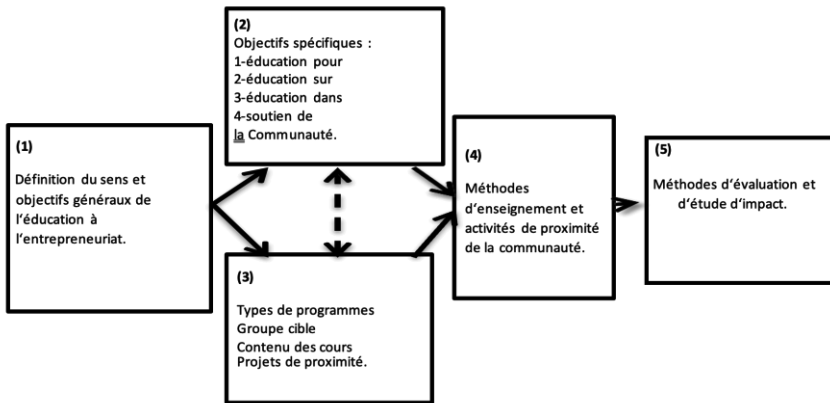 (1)
Définition du sens et
objectifs généraux de
l'éducation à
l'entrepreneuriat.
(2)
Objectifs spécifiques :
1-éducation pour
2-éducation sur
3-éducation dans
4-soutien de
la Communauté.
(3)
Types de programmes
Groupe cible
Contenu des cours
Projets de proximité.
(4)
Méthodes
d'enseignement et
activités de proximité
de la communauté.
(5)
Méthodes d'évaluation et
d'étude d'impact.